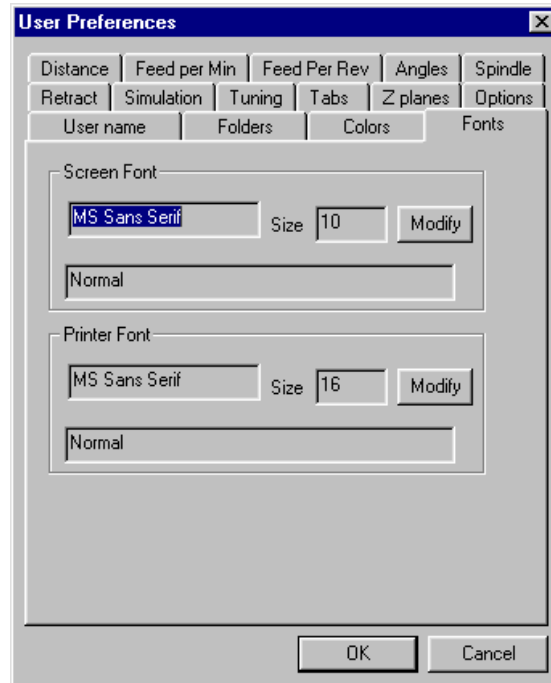 User Preferences
Distance Feed per Min Feed Per Rev Angles Spindle
Retract Simulation Tuning Tabs Z planes Options
User name Folders Colors Fonts
Screen Font
MS Sans Serif Size 10 Modify
Normal
Printer Font
MS Sans Serif Size 16 Modify
Normal
OK Cancel